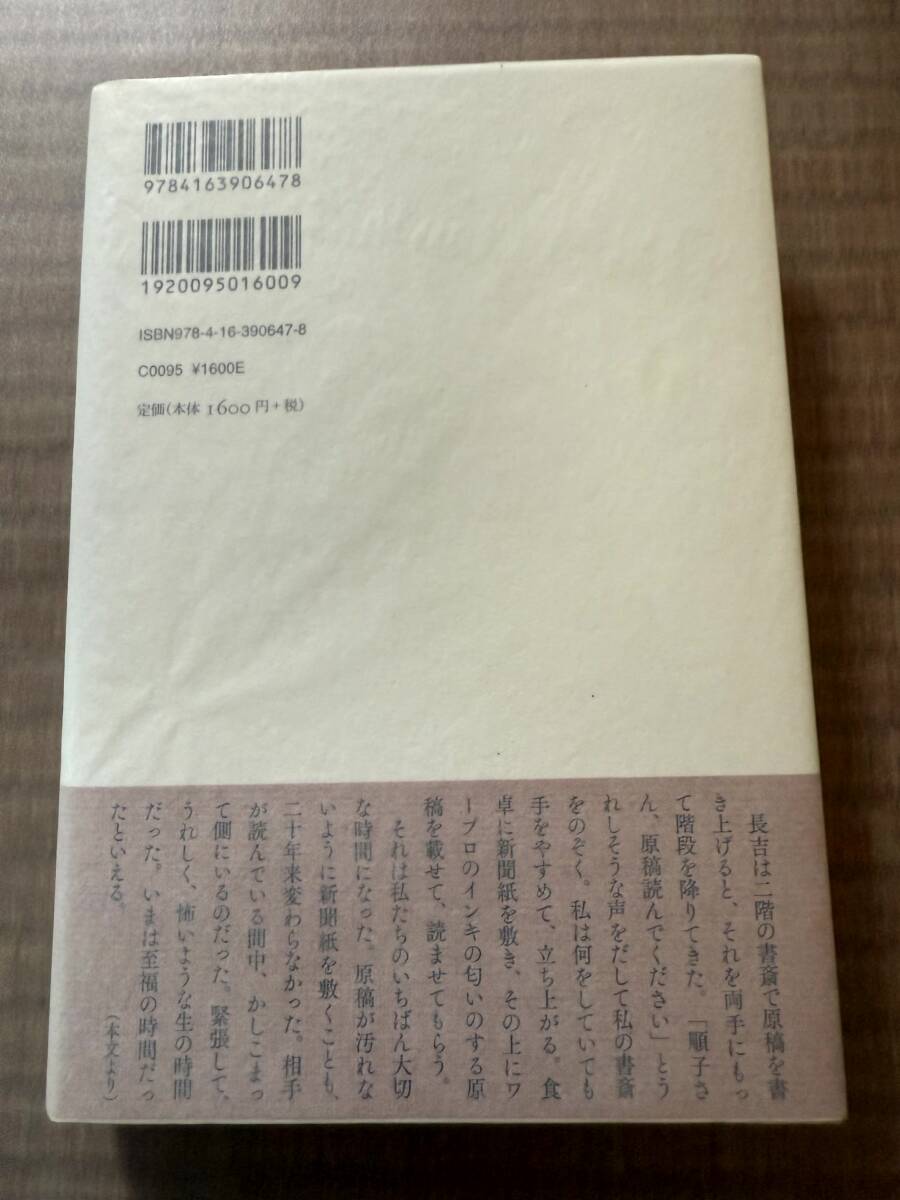 9784163906478
1920095016009
ISBN978-4-16-390647-8
C0095 ¥1600E
定価(本体1600円+税)
長吉は二階の書斎で原稿を書
き上げると、それを両手にもっ
て階段を降りてきた。「順子さ
ん、原稿読んでください」とう
れしそうな声をだして私の書斎
をのぞく。私は何をしていても
手をやすめて、立ち上がる。食
卓に新聞紙を敷き、その上にワ
ープロのインキの匂いのする原
稿を載せて、読ませてもらう。
それは私たちのいちばん大切
な時間になった。原稿が汚れな
いように新聞紙を敷くことも、
二十年来変わらなかった。相手
が読んでいる間中、かしこまっ
て側にいるのだった。緊張して、
うれしく、怖いような生の時間
だった。いまは至福の時間だっ
たといえる。
(本文より)